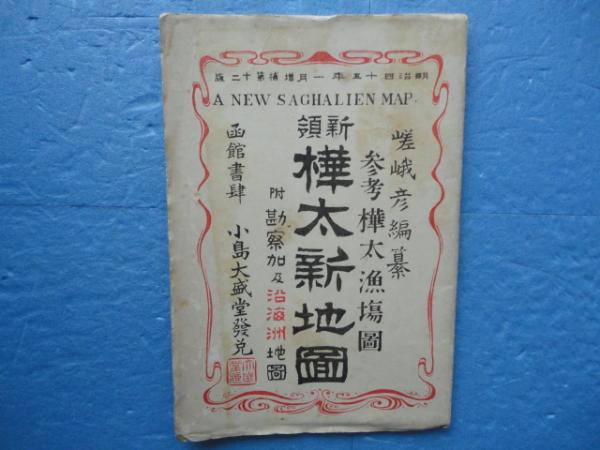 明治四十五年一月増補第十二版
A NEW SAGHALIEN MAP.
嵯峨彦編纂
参考樺太漁場圖
新領
樺太新地圖
附勘察加及沿海洲地圖
函館書肆
小島大盛堂發兌